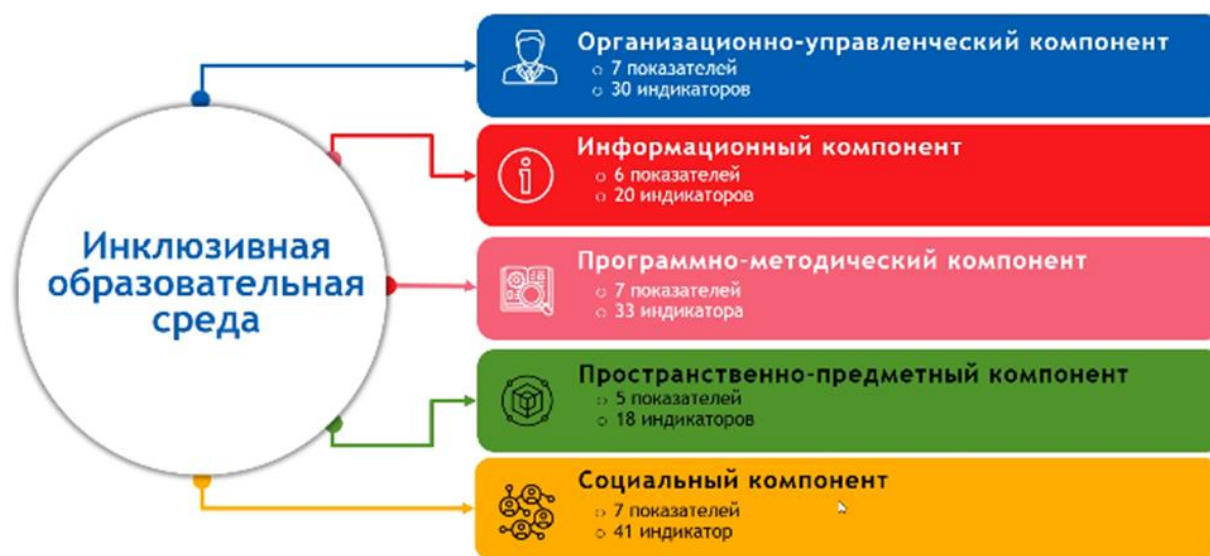 Инклюзивная
образовательная
среда
Организационно-управленческий компонент
7 показателей
30 индикаторов
Информационный компонент
6 показателей
20 индикаторов
Программно-методический компонент
7 показателей
33 индикатора
Пространственно-предметный компонент
5 показателей
18 индикаторов
Социальный компонент
7 показателей
41 индикатор